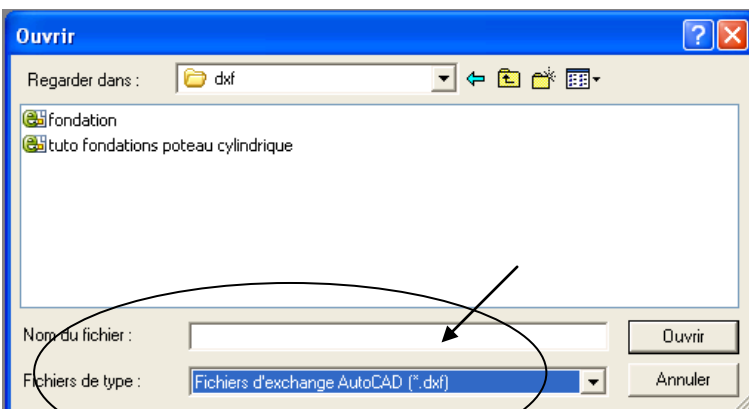 Ouvrir
Regarder dans : dxf
fondation
tuto fondations poteau cylindrique
Nom du fichier : Ouvrir
Fichiers de type : Fichiers d'exchange AutoCAD (*.dxf) Annuler